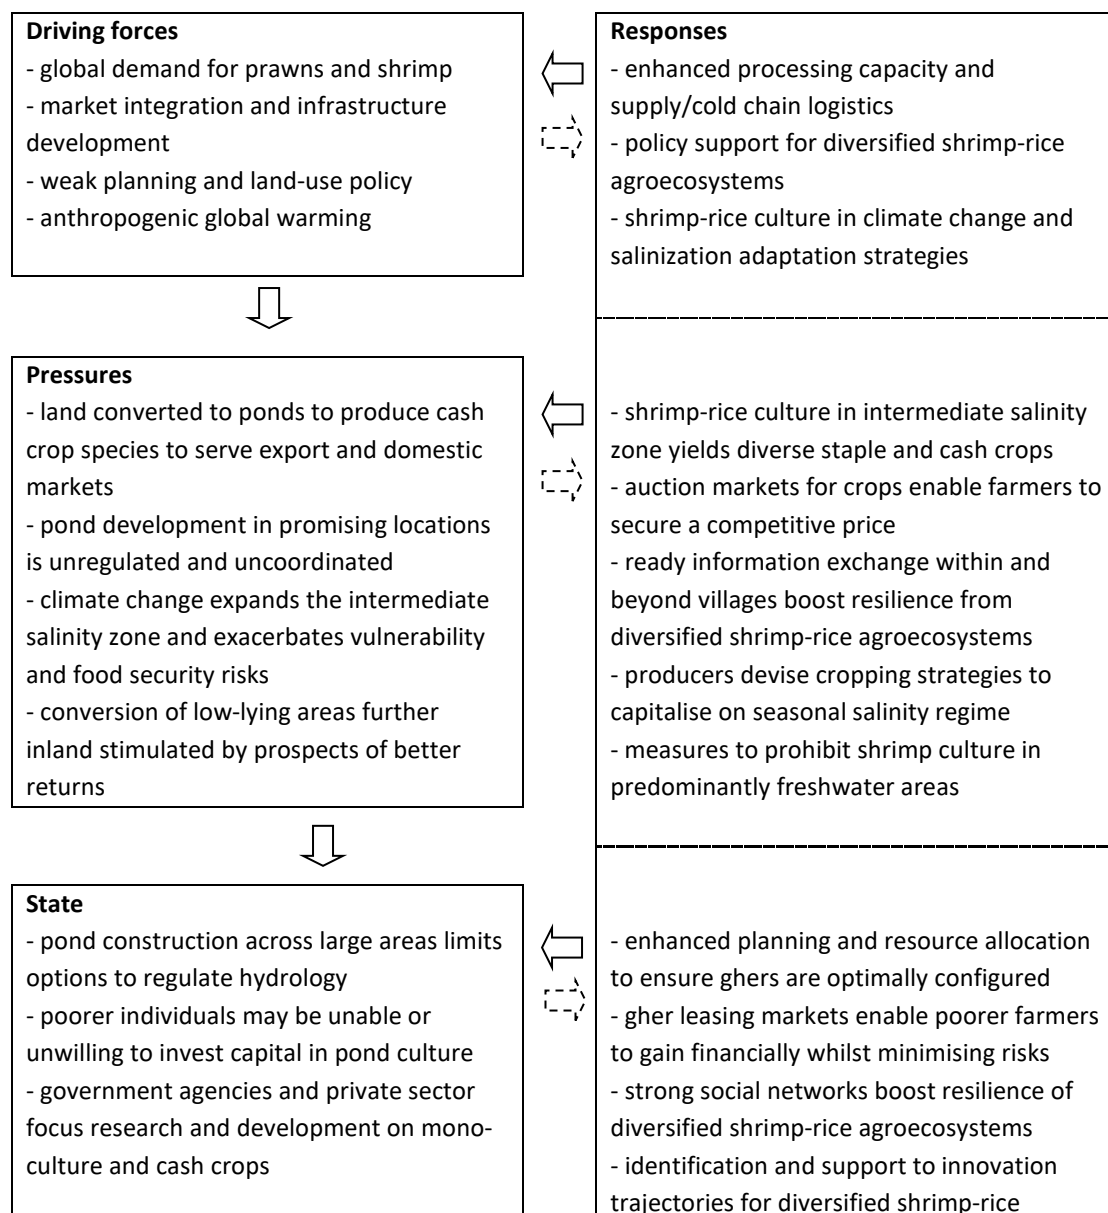 Driving forces
- global demand for prawns and shrimp
- market integration and infrastructure
development
- weak planning and land-use policy
- anthropogenic global warming
Responses
- enhanced processing capacity and
supply/cold chain logistics
- policy support for diversified shrimp-rice
agroecosystems
- shrimp-rice culture in climate change and
salinization adaptation strategies
Pressures
- land converted to ponds to produce cash
crop species to serve export and domestic
markets
- pond development in promising locations
is unregulated and uncoordinated
- climate change expands the intermediate
salinity zone and exacerbates vulnerability
and food security risks
- conversion of low-lying areas further
inland stimulated by prospects of better
returns
- shrimp-rice culture in intermediate salinity
zone yields diverse staple and cash crops
- auction markets for crops enable farmers to
secure a competitive price
- ready information exchange within and
beyond villages boost resilience from
diversified shrimp-rice agroecosystems
- producers devise cropping strategies to
capitalise on seasonal salinity regime
- measures to prohibit shrimp culture in
predominantly freshwater areas
State
- pond construction across large areas limits
options to regulate hydrology
- poorer individuals may be unable or
unwilling to invest capital in pond culture
- government agencies and private sector
focus research and development on mono-
culture and cash crops
- enhanced planning and resource allocation
to ensure ghers are optimally configured
- gher leasing markets enable poorer farmers
to gain financially whilst minimising risks
- strong social networks boost resilience of
diversified shrimp-rice agroecosystems
- identification and support to innovation
trajectories for diversified shrimp-rice